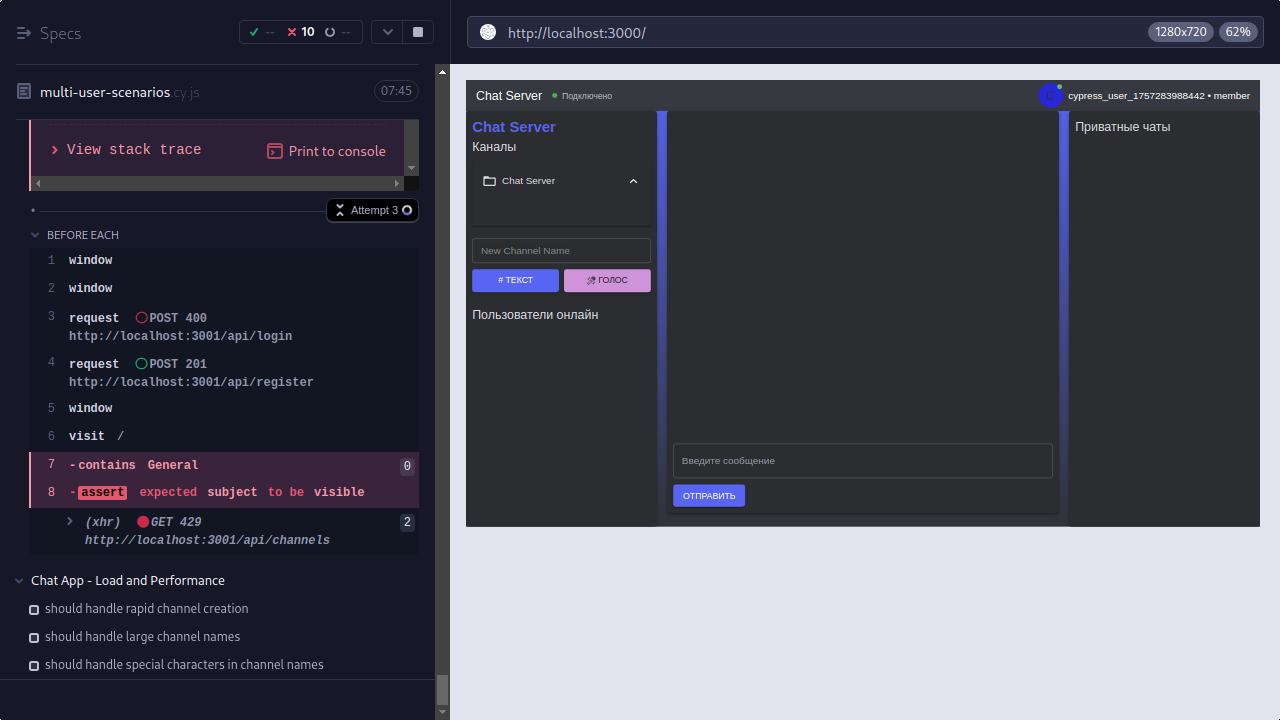 Specs
--
10
--
multi-user-scenarios.cy.js
07:45
View stack trace
Print to console
Attempt 3
BEFORE EACH
1 window
2 window
3 request POST 400
http://localhost:3001/api/login
4 request POST 201
http://localhost:3001/api/register
5 window
6 visit /
7 -contains General 0
8 -assert expected subject to be visible
(xhr) GET 429 2
http://localhost:3001/api/channels
Chat App - Load and Performance
should handle rapid channel creation
should handle large channel names
should handle special characters in channel names
http://localhost:3000/
1280x720
62%
Chat Server
Подключено
cypress_user_1757283988442 • member
Chat Server
Каналы
Chat Server
New Channel Name
# ТЕКСТ
🎤 ГОЛОС
Пользователи онлайн
Введите сообщение
ОТПРАВИТЬ
Приватные чаты